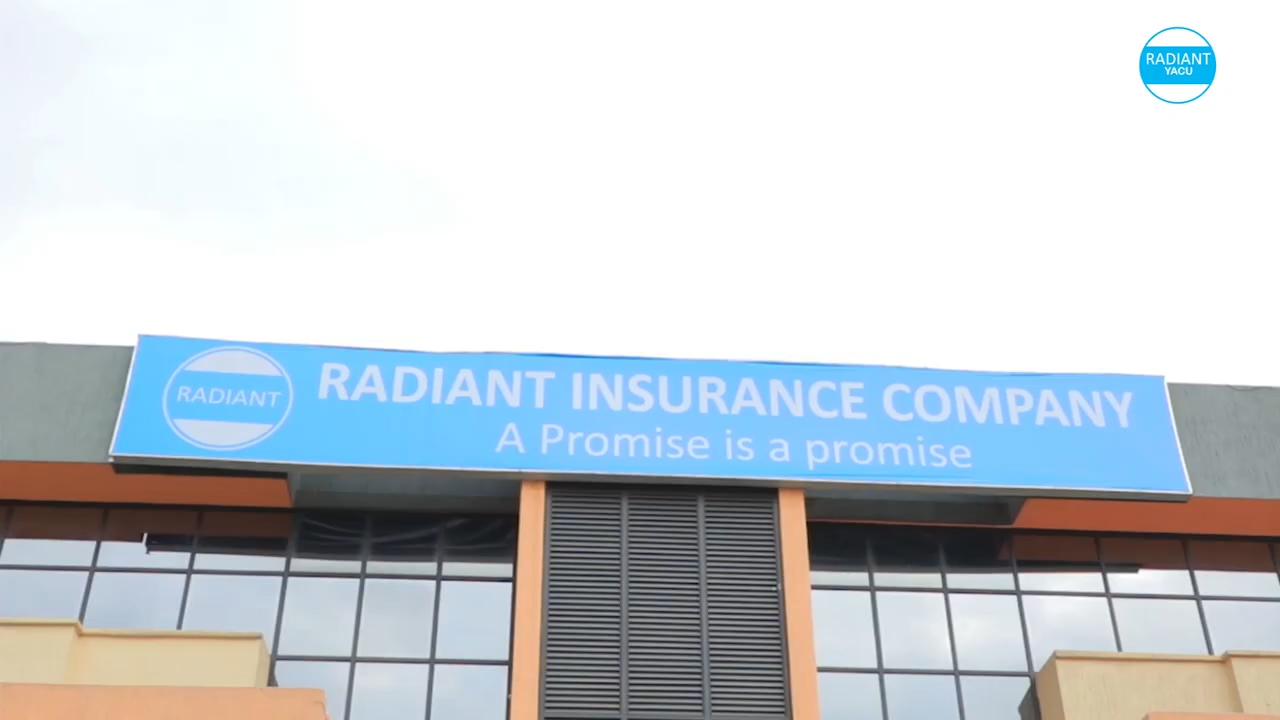 RADIANT
YACU
RADIANT
RADIANT INSURANCE COMPANY
A Promise is a promise